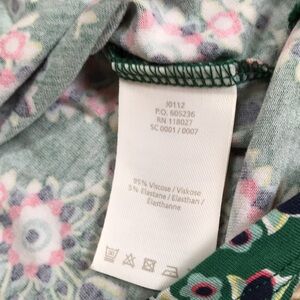 J0112
P.O. 605236
RN 118027
SC 0001 / 0007
95% Viscose / Viskose
5% Elastane / Elasthan /
Elasthanne